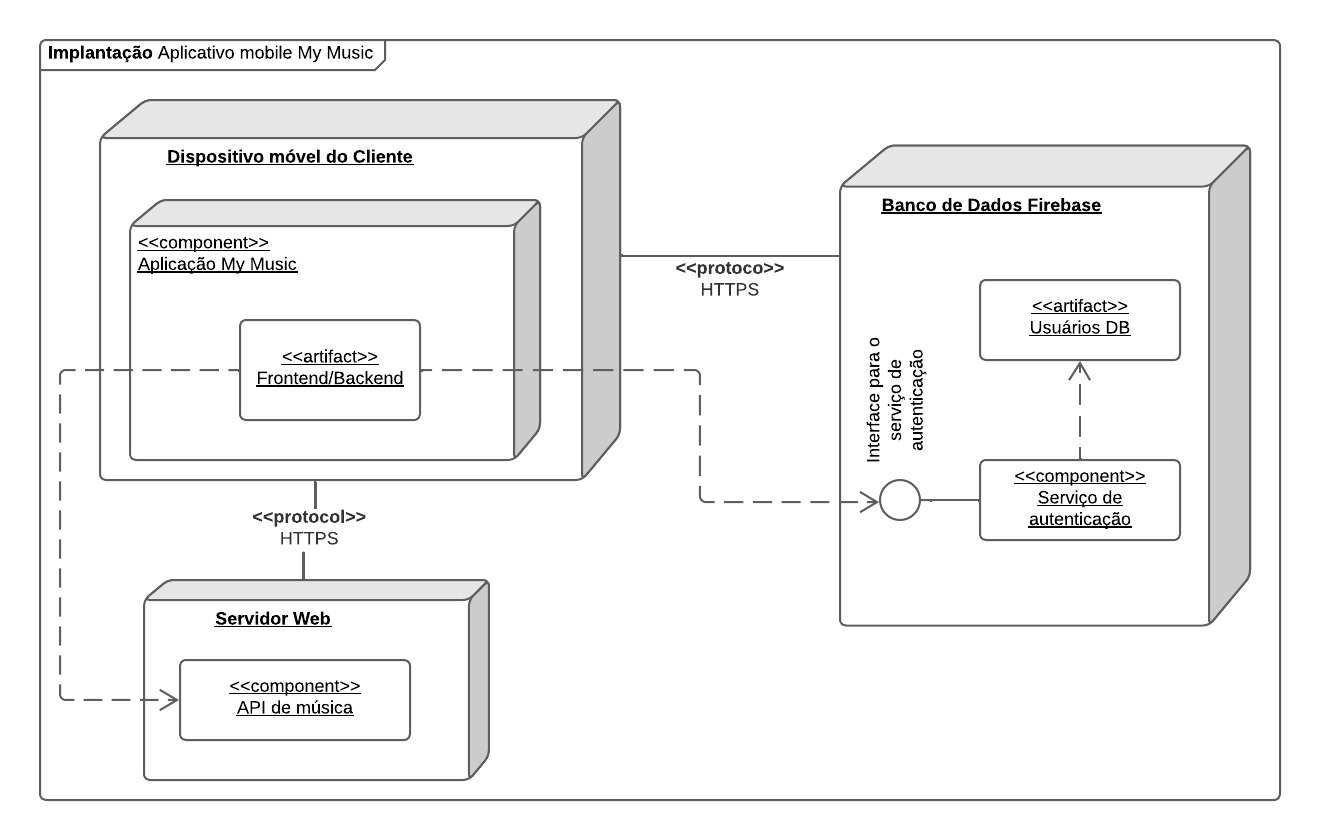 Implantação Aplicativo mobile My Music
Dispositivo móvel do Cliente
<<component>>
Aplicação My Music
<<artifact>>
Frontend/Backend
<<protoco>>
HTTPS
Banco de Dados Firebase
<<artifact>>
Usuários DB
Interface para o
serviço de
autenticação
<<component>>
Serviço de
autenticação
<<protocol>>
HTTPS
Servidor Web
<<component>>
API de música